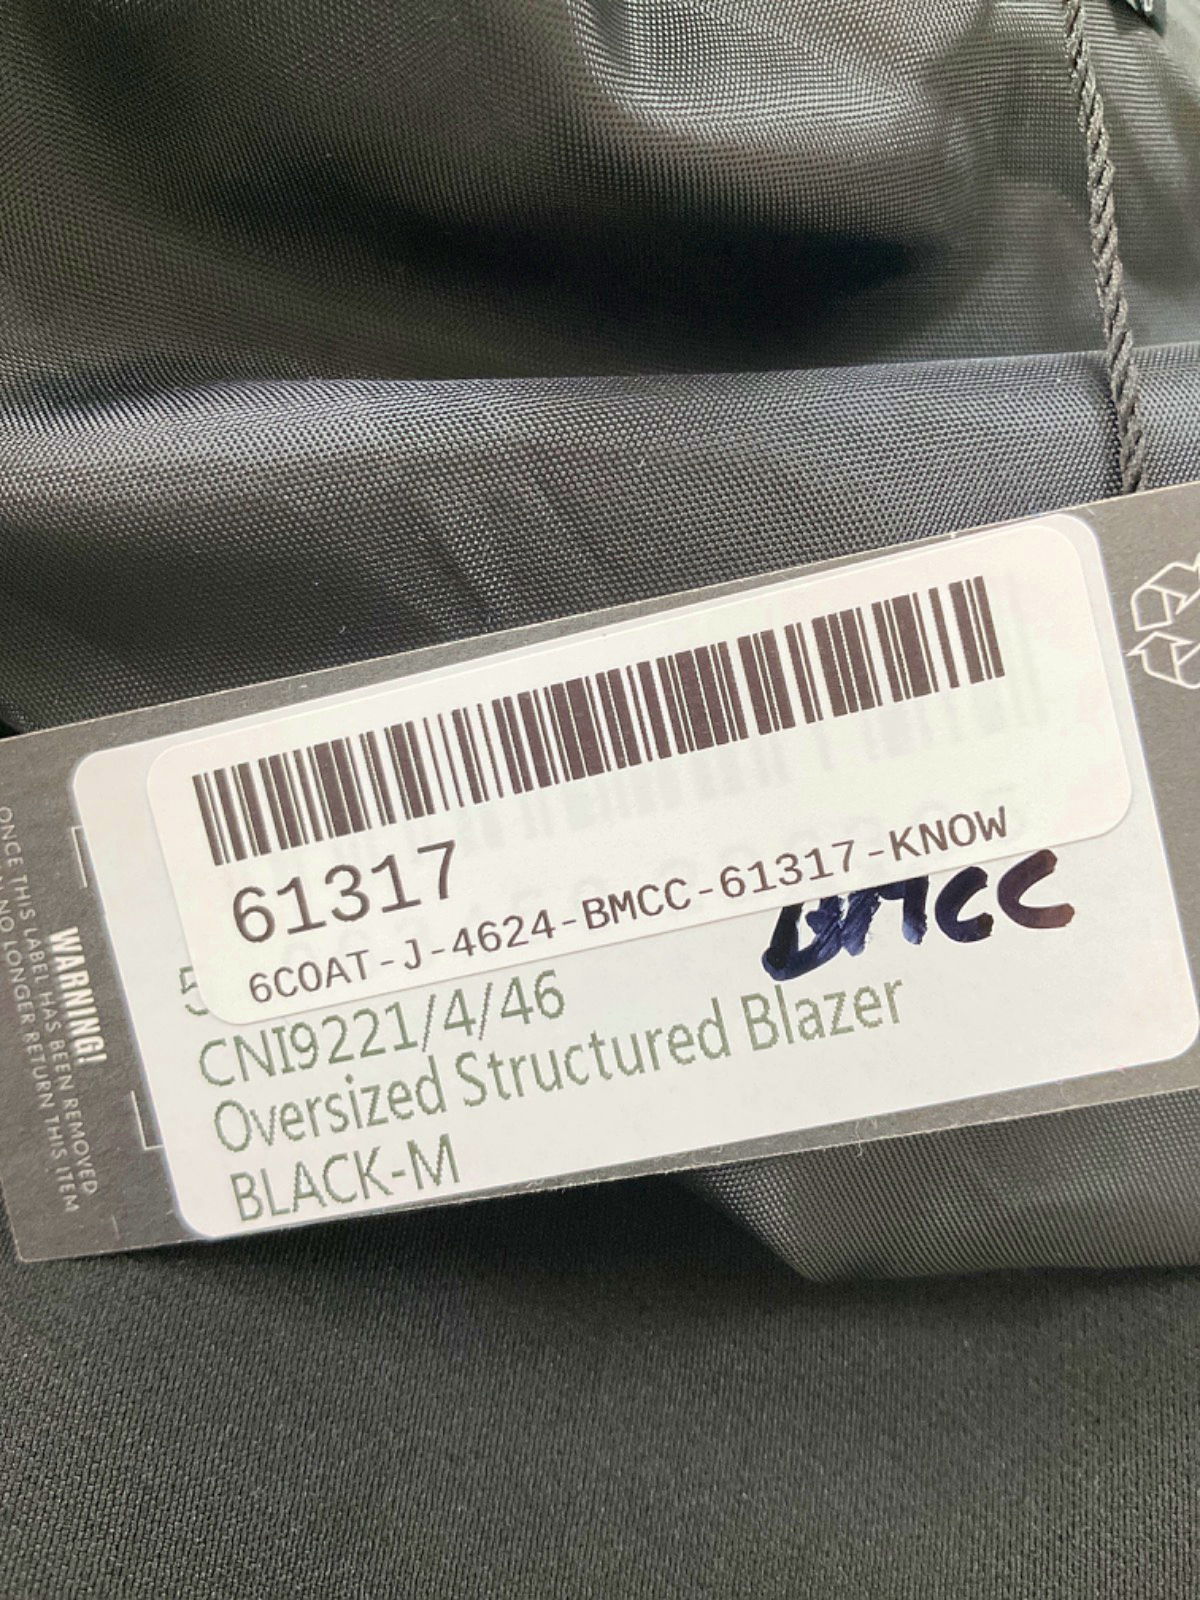 61317
6COAT-J-4624-BMCC-61317-KNOW
BMCC
CNI9221/4/46
Oversized Structured Blazer
BLACK-M
WARNING!
ONCE THIS LABEL HAS BEEN REMOVED
NO LONGER RETURN THIS ITEM